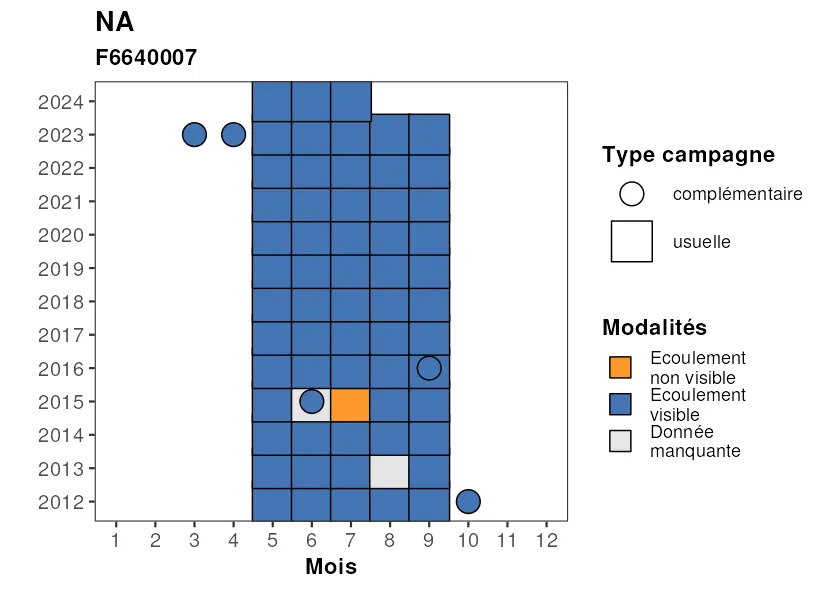 NA
F6640007
2024
2023
2022
2021
2020
2019
2018
2017
2016
2015
2014
2013
2012
1 2 3 4 5 6 7 8 9 10 11 12
Mois
Type campagne
complémentaire
usuelle
Modalités
Ecoulement
non visible
Ecoulement
visible
Donnée
manquante